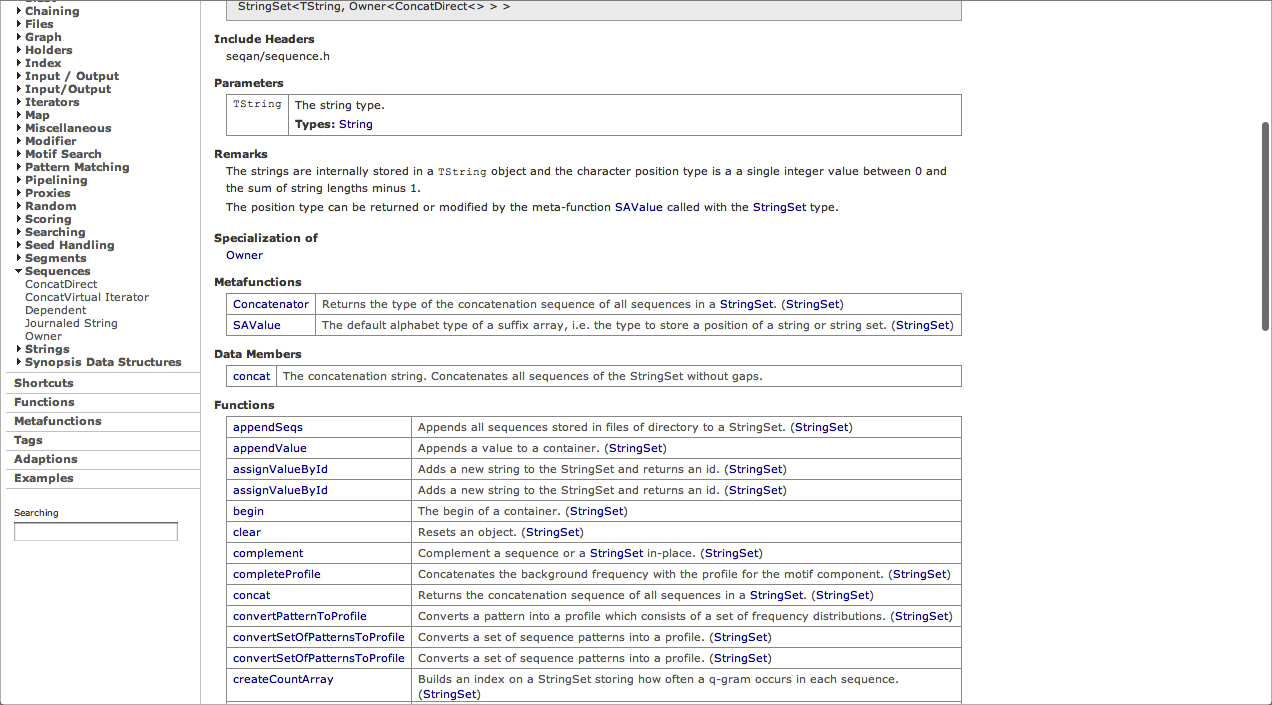 Chaining
Files
Graph
Holders
Index
Input / Output
Input/Output
Iterators
Map
Miscellaneous
Modifier
Motif Search
Pattern Matching
Pipelining
Proxies
Random
Scoring
Searching
Seed Handling
Segments
Sequences
ConcatDirect
ConcatVirtual Iterator
Dependent
Journaled String
Owner
Strings
Synopsis Data Structures
Shortcuts
Functions
Metafunctions
Tags
Adaptions
Examples
Searching
StringSet<TString, Owner<ConcatDirect<> > >
Include Headers
seqan/sequence.h
Parameters
TString The string type.
Types: String
Remarks
The strings are internally stored in a TString object and the character position type is a a single integer value between 0 and
the sum of string lengths minus 1.
The position type can be returned or modified by the meta-function SAValue called with the StringSet type.
Specialization of
Owner
Metafunctions
Concatenator Returns the type of the concatenation sequence of all sequences in a StringSet. (StringSet)
SAValue The default alphabet type of a suffix array, i.e. the type to store a position of a string or string set. (StringSet)
Data Members
concat The concatenation string. Concatenates all sequences of the StringSet without gaps.
Functions
appendSeqs Appends all sequences stored in files of directory to a StringSet. (StringSet)
appendValue Appends a value to a container. (StringSet)
assignValueById Adds a new string to the StringSet and returns an id. (StringSet)
assignValueById Adds a new string to the StringSet and returns an id. (StringSet)
begin The begin of a container. (StringSet)
clear Resets an object. (StringSet)
complement Complement a sequence or a StringSet in-place. (StringSet)
completeProfile Concatenates the background frequency with the profile for the motif component. (StringSet)
concat Returns the concatenation sequence of all sequences in a StringSet. (StringSet)
convertPatternToProfile Converts a pattern into a profile which consists of a set of frequency distributions. (StringSet)
convertSetOfPatternsToProfile Converts a set of sequence patterns into a profile. (StringSet)
convertSetOfPatternsToProfile Converts a set of sequence patterns into a profile. (StringSet)
createCountArray Builds an index on a StringSet storing how often a q-gram occurs in each sequence.
(StringSet)